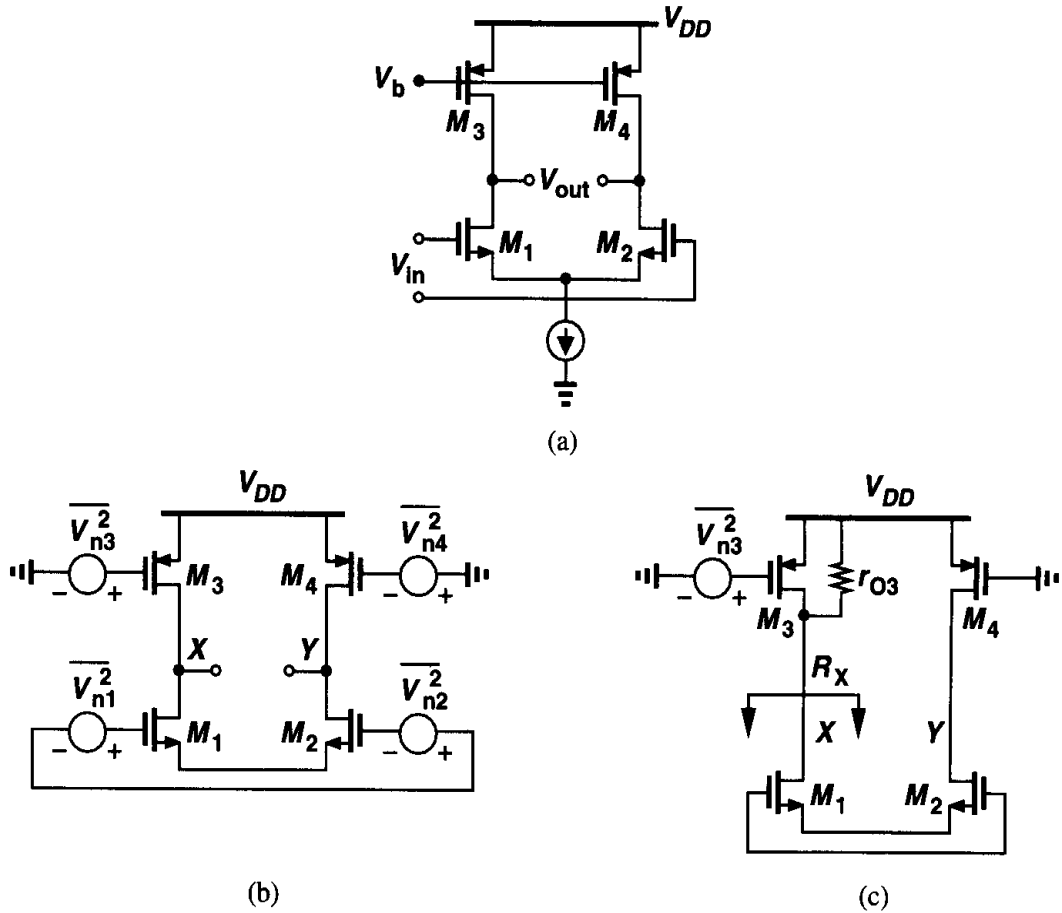 V_DD
V_b
M_3
M_4
V_out
M_1
M_2
V_in
(a)
V_DD
V_n3^2
V_n4^2
- +
- +
M_3
M_4
X
Y
V_n1^2
V_n2^2
- +
- +
M_1
M_2
(b)
V_DD
V_n3^2
- +
M_3
r_O3
M_4
R_X
X
Y
M_1
M_2
(c)